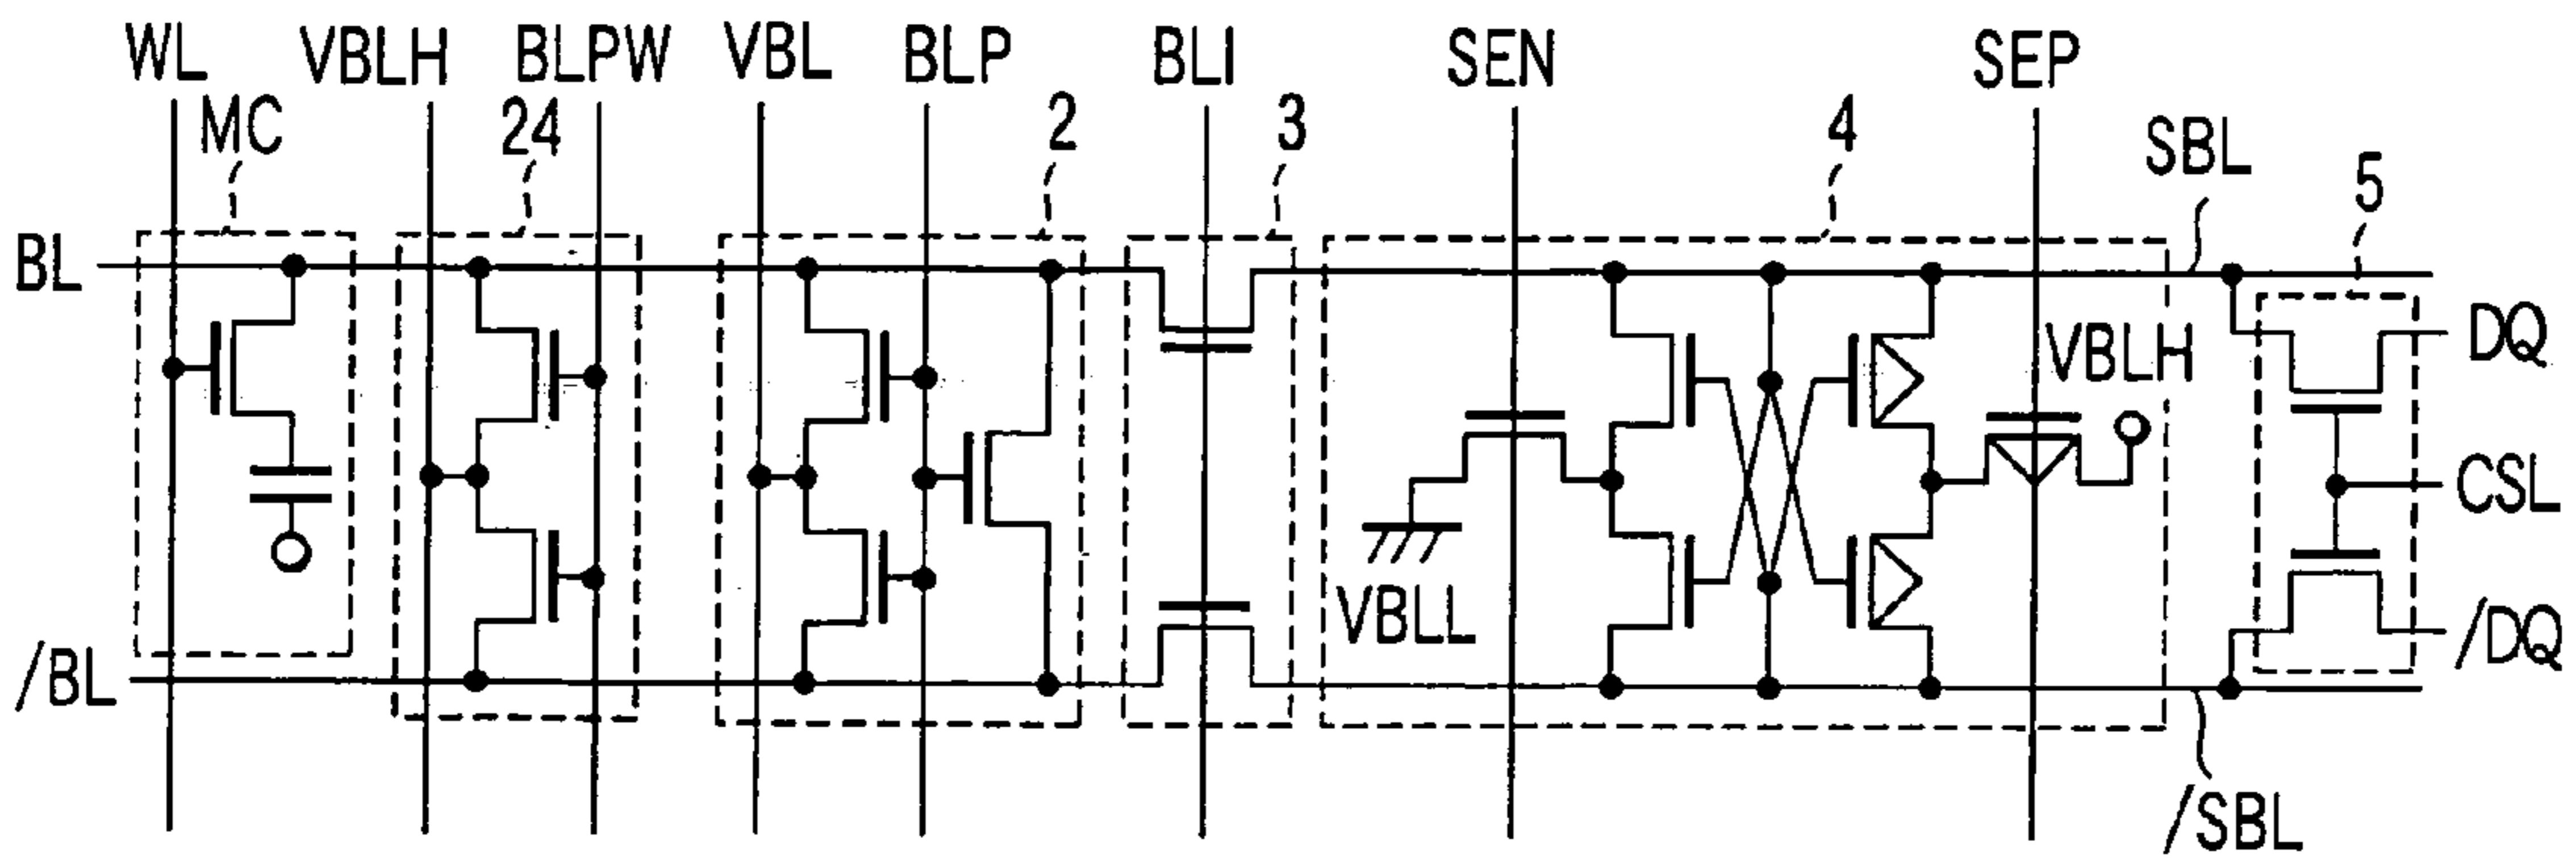 WL VBLH BLPW VBL BLP BLI SEN SEP
MC 24 2 3 4 SBL 5
BL
DQ
VBLH
CSL
VBLL
/BL /DQ
/SBL